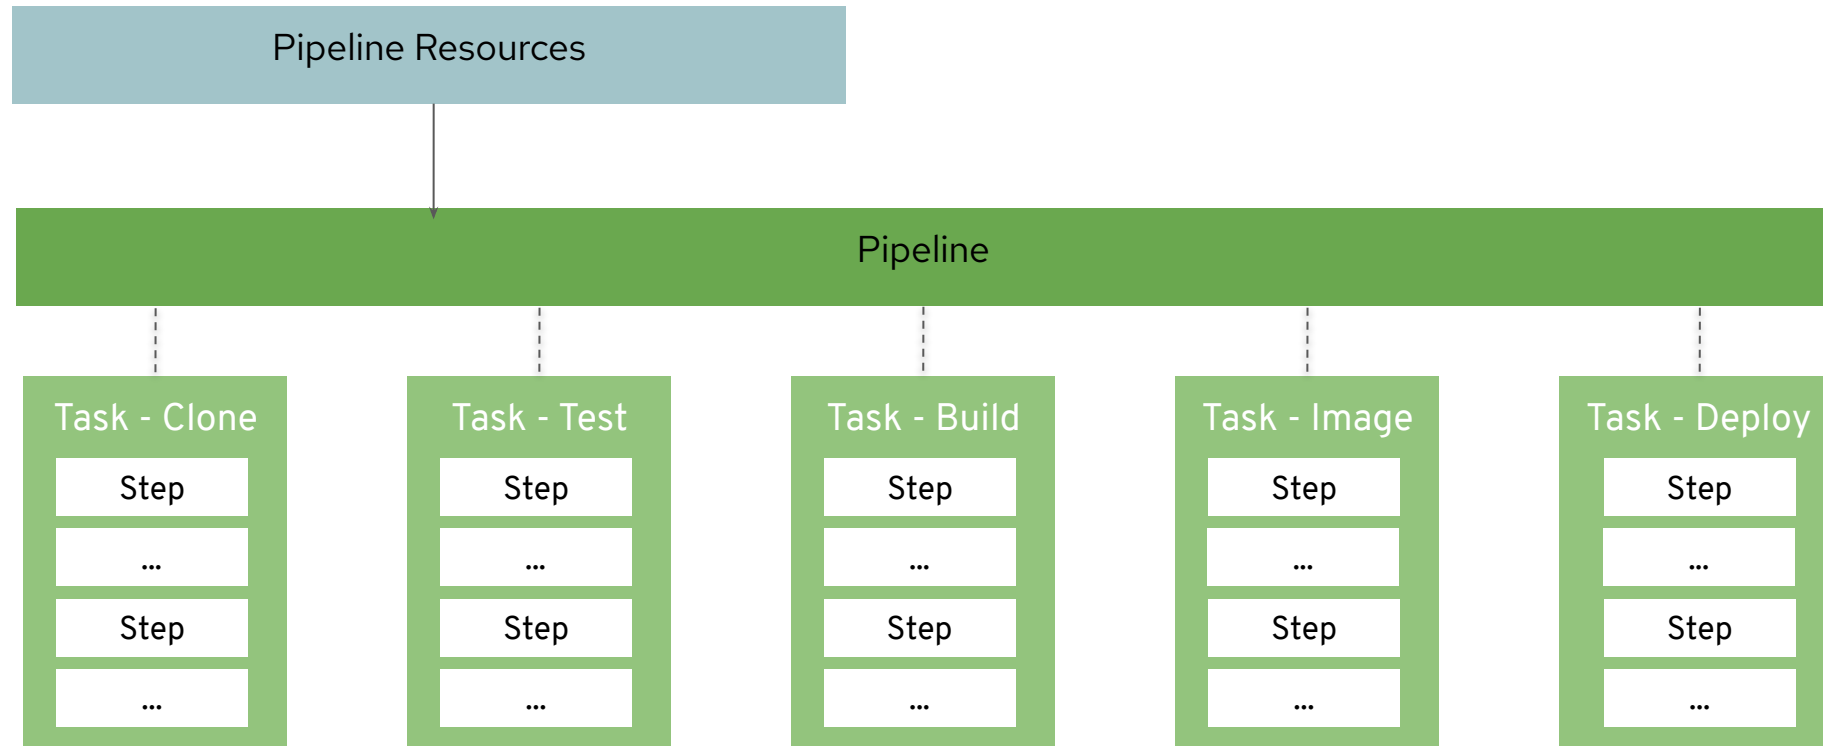 Pipeline Resources
Pipeline
Task - Clone
Step
...
Step
...
Task - Test
Step
...
Step
...
Task - Build
Step
...
Step
...
Task - Image
Step
...
Step
...
Task - Deploy
Step
...
Step
...